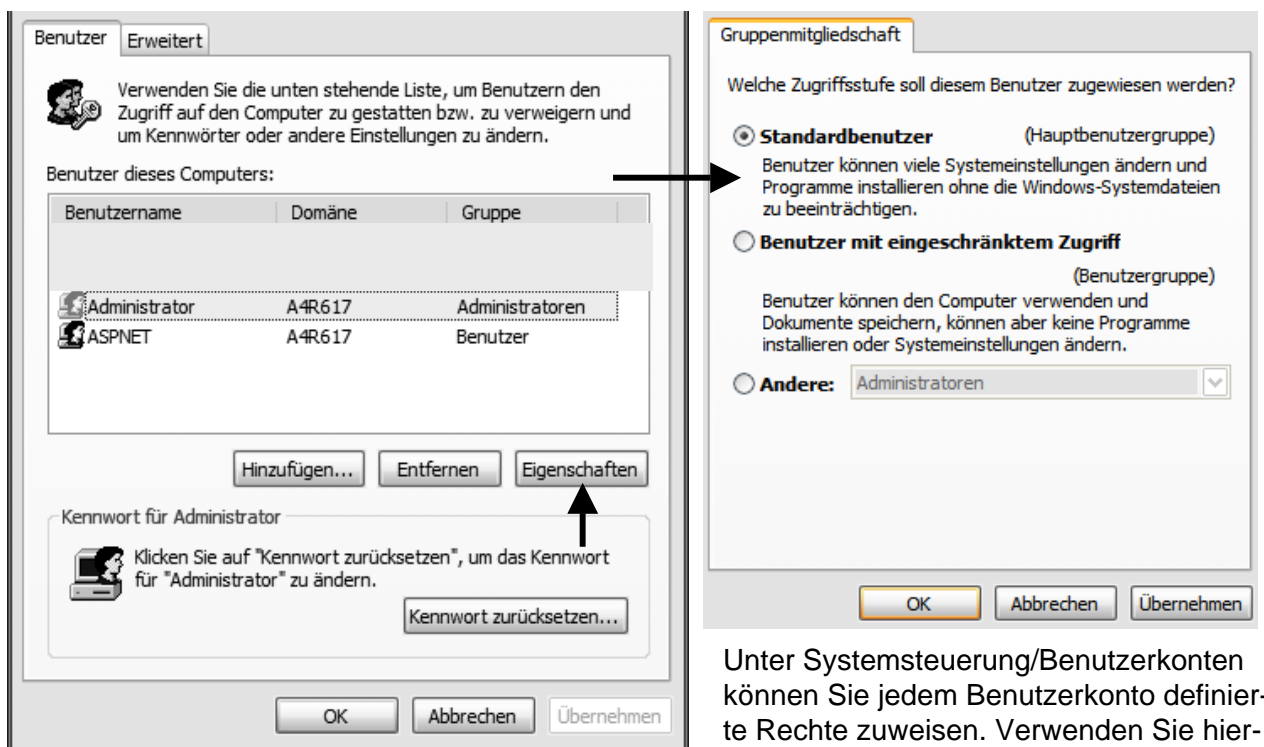 Benutzer Erweitert
Verwenden Sie die unten stehende Liste, um Benutzern den
Zugriff auf den Computer zu gestatten bzw. zu verweigern und
um Kennwörter oder andere Einstellungen zu ändern.
Benutzer dieses Computers:
Benutzername Domäne Gruppe
Administrator A4R617 Administratoren
ASPNET A4R617 Benutzer
Hinzufügen... Entfernen Eigenschaften
Kennwort für Administrator
Klicken Sie auf "Kennwort zurücksetzen", um das Kennwort
für "Administrator" zu ändern.
Kennwort zurücksetzen...
OK Abbrechen Übernehmen
Gruppenmitgliedschaft
Welche Zugriffsstufe soll diesem Benutzer zugewiesen werden?
Standardbenutzer (Hauptbenutzergruppe)
Benutzer können viele Systemeinstellungen ändern und
Programme installieren ohne die Windows-Systemdateien
zu beeinträchtigen.
Benutzer mit eingeschränktem Zugriff
(Benutzergruppe)
Benutzer können den Computer verwenden und
Dokumente speichern, können aber keine Programme
installieren oder Systemeinstellungen ändern.
Andere: Administratoren
OK Abbrechen Übernehmen
Unter Systemsteuerung/Benutzerkonten
können Sie jedem Benutzerkonto definier-
te Rechte zuweisen. Verwenden Sie hier-